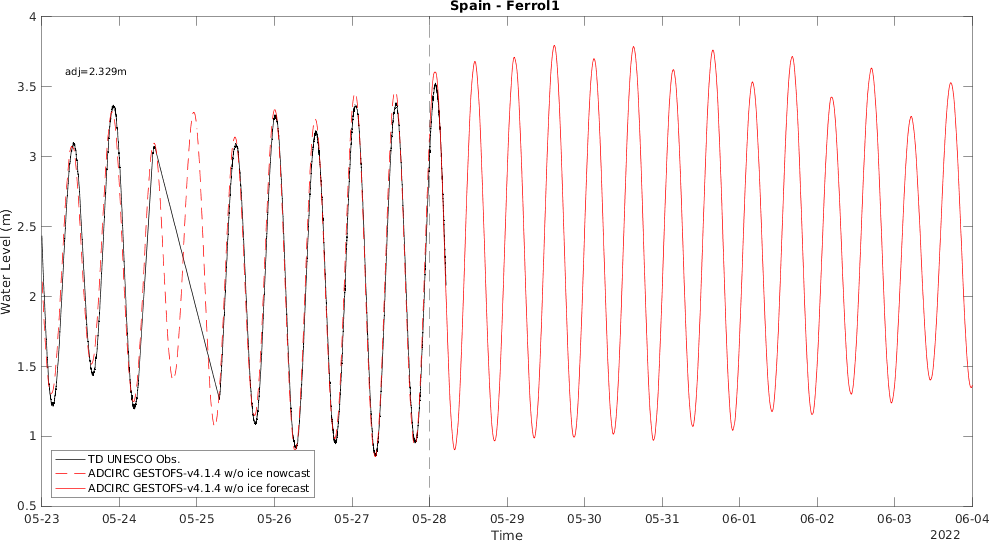 Spain - Ferrol1
adj=2.329m
4
3.5
3
2.5
2
1.5
1
0.5
Water Level (m)
TD UNESCO Obs.
ADCIRC GESTOFS-v4.1.4 w/o ice nowcast
ADCIRC GESTOFS-v4.1.4 w/o ice forecast
05-23 05-24 05-25 05-26 05-27 05-28 05-29 05-30 05-31 06-01 06-02 06-03 06-04
Time
2022